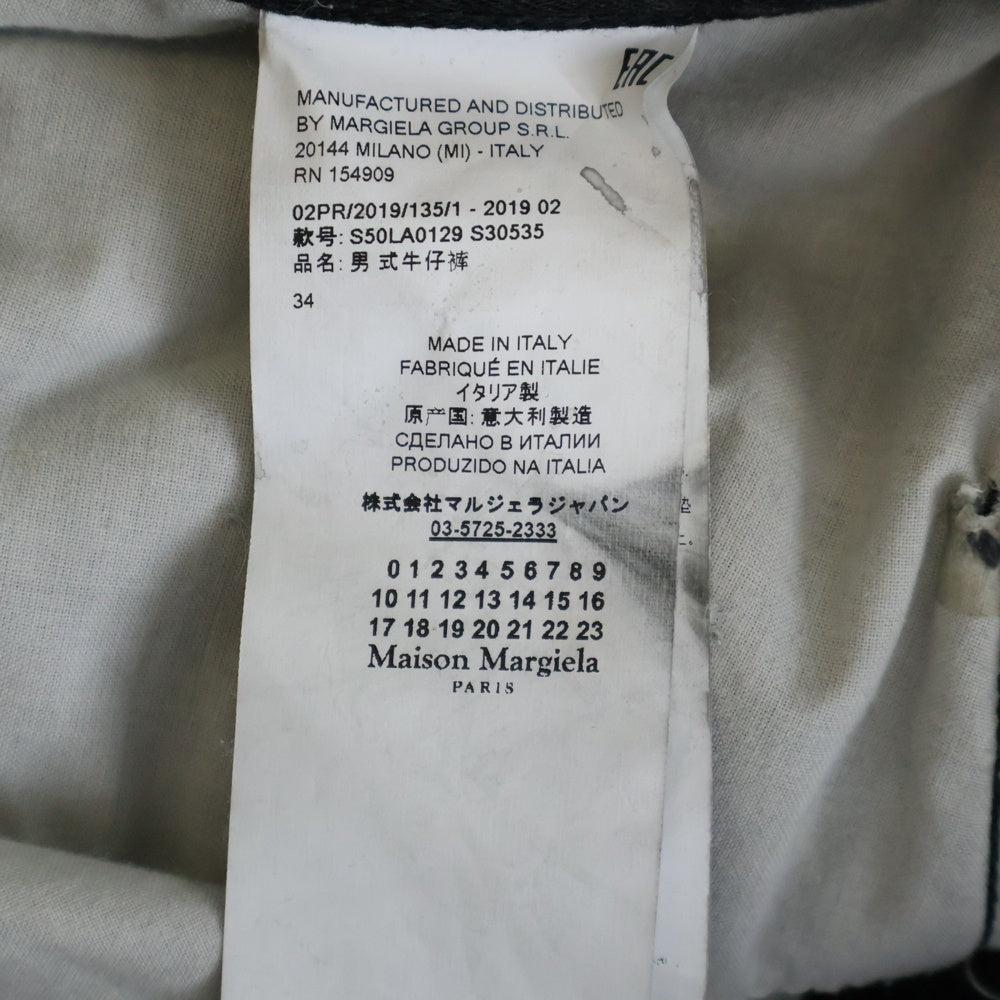 EAC
MANUFACTURED AND DISTRIBUTED
BY MARGIELA GROUP S.R.L.
20144 MILANO (MI) - ITALY
RN 154909
02PR/2019/135/1 - 2019 02
款号: S50LA0129 S30535
品名: 男 式牛仔裤
34
MADE IN ITALY
FABRIQUÉ EN ITALIE
イタリア製
原产国: 意大利製造
СДЕЛАНО В ИТАЛИИ
PRODUZIDO NA ITALIA
株式会社マルジェラジャパン
03-5725-2333
0 1 2 3 4 5 6 7 8 9
10 11 12 13 14 15 16
17 18 19 20 21 22 23
Maison Margiela
PARIS